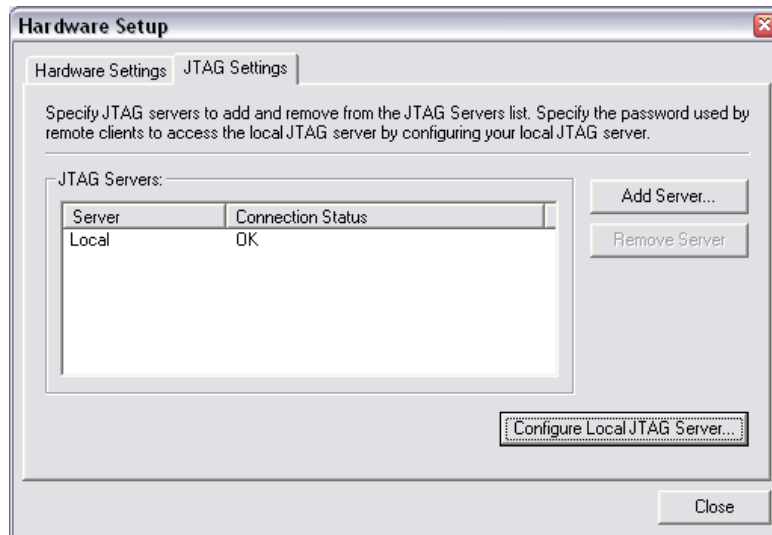 Hardware Setup
Hardware Settings JTAG Settings
Specify JTAG servers to add and remove from the JTAG Servers list. Specify the password used by
remote clients to access the local JTAG server by configuring your local JTAG server.
JTAG Servers:
Add Server...
Server Connection Status
Local OK
Remove Server
Configure Local JTAG Server...
Close